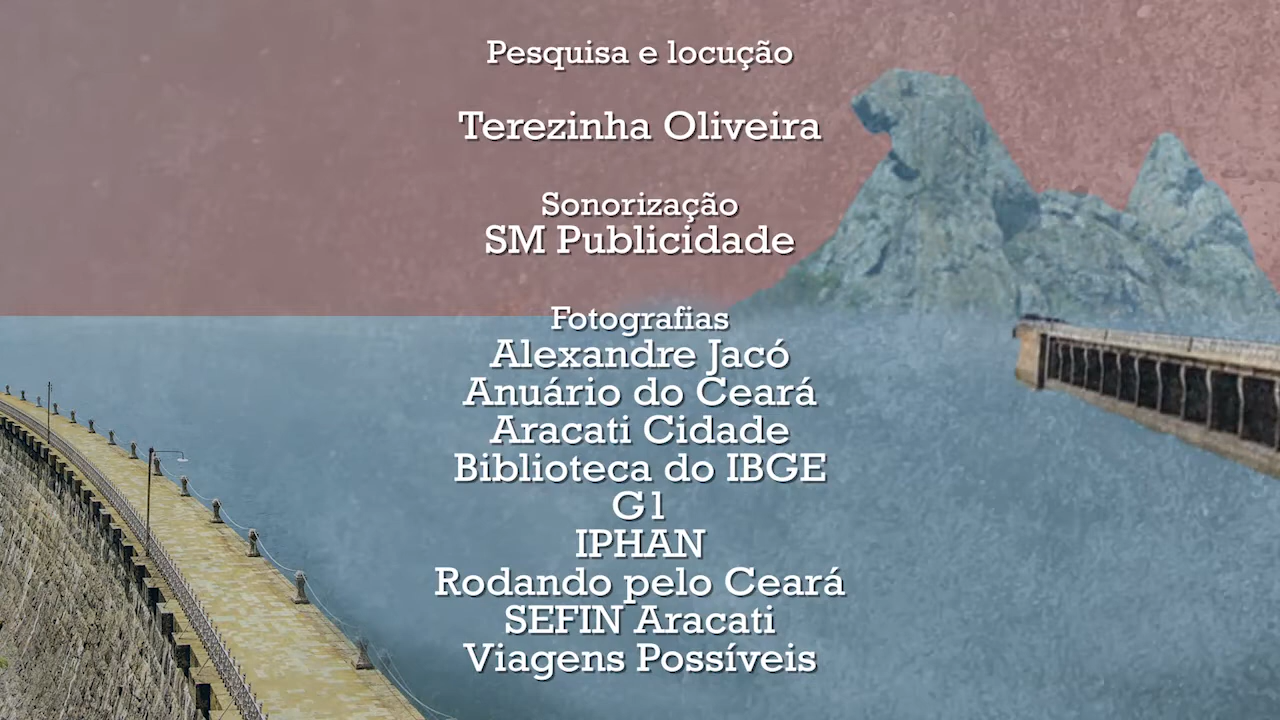 Pesquisa e locução
Terezinha Oliveira
Sonorização
SM Publicidade
Fotografias
Alexandre Jacó
Anuário do Ceará
Aracati Cidade
Biblioteca do IBGE
G1
IPHAN
Rodando pelo Ceará
SEFIN Aracati
Viagens Possíveis